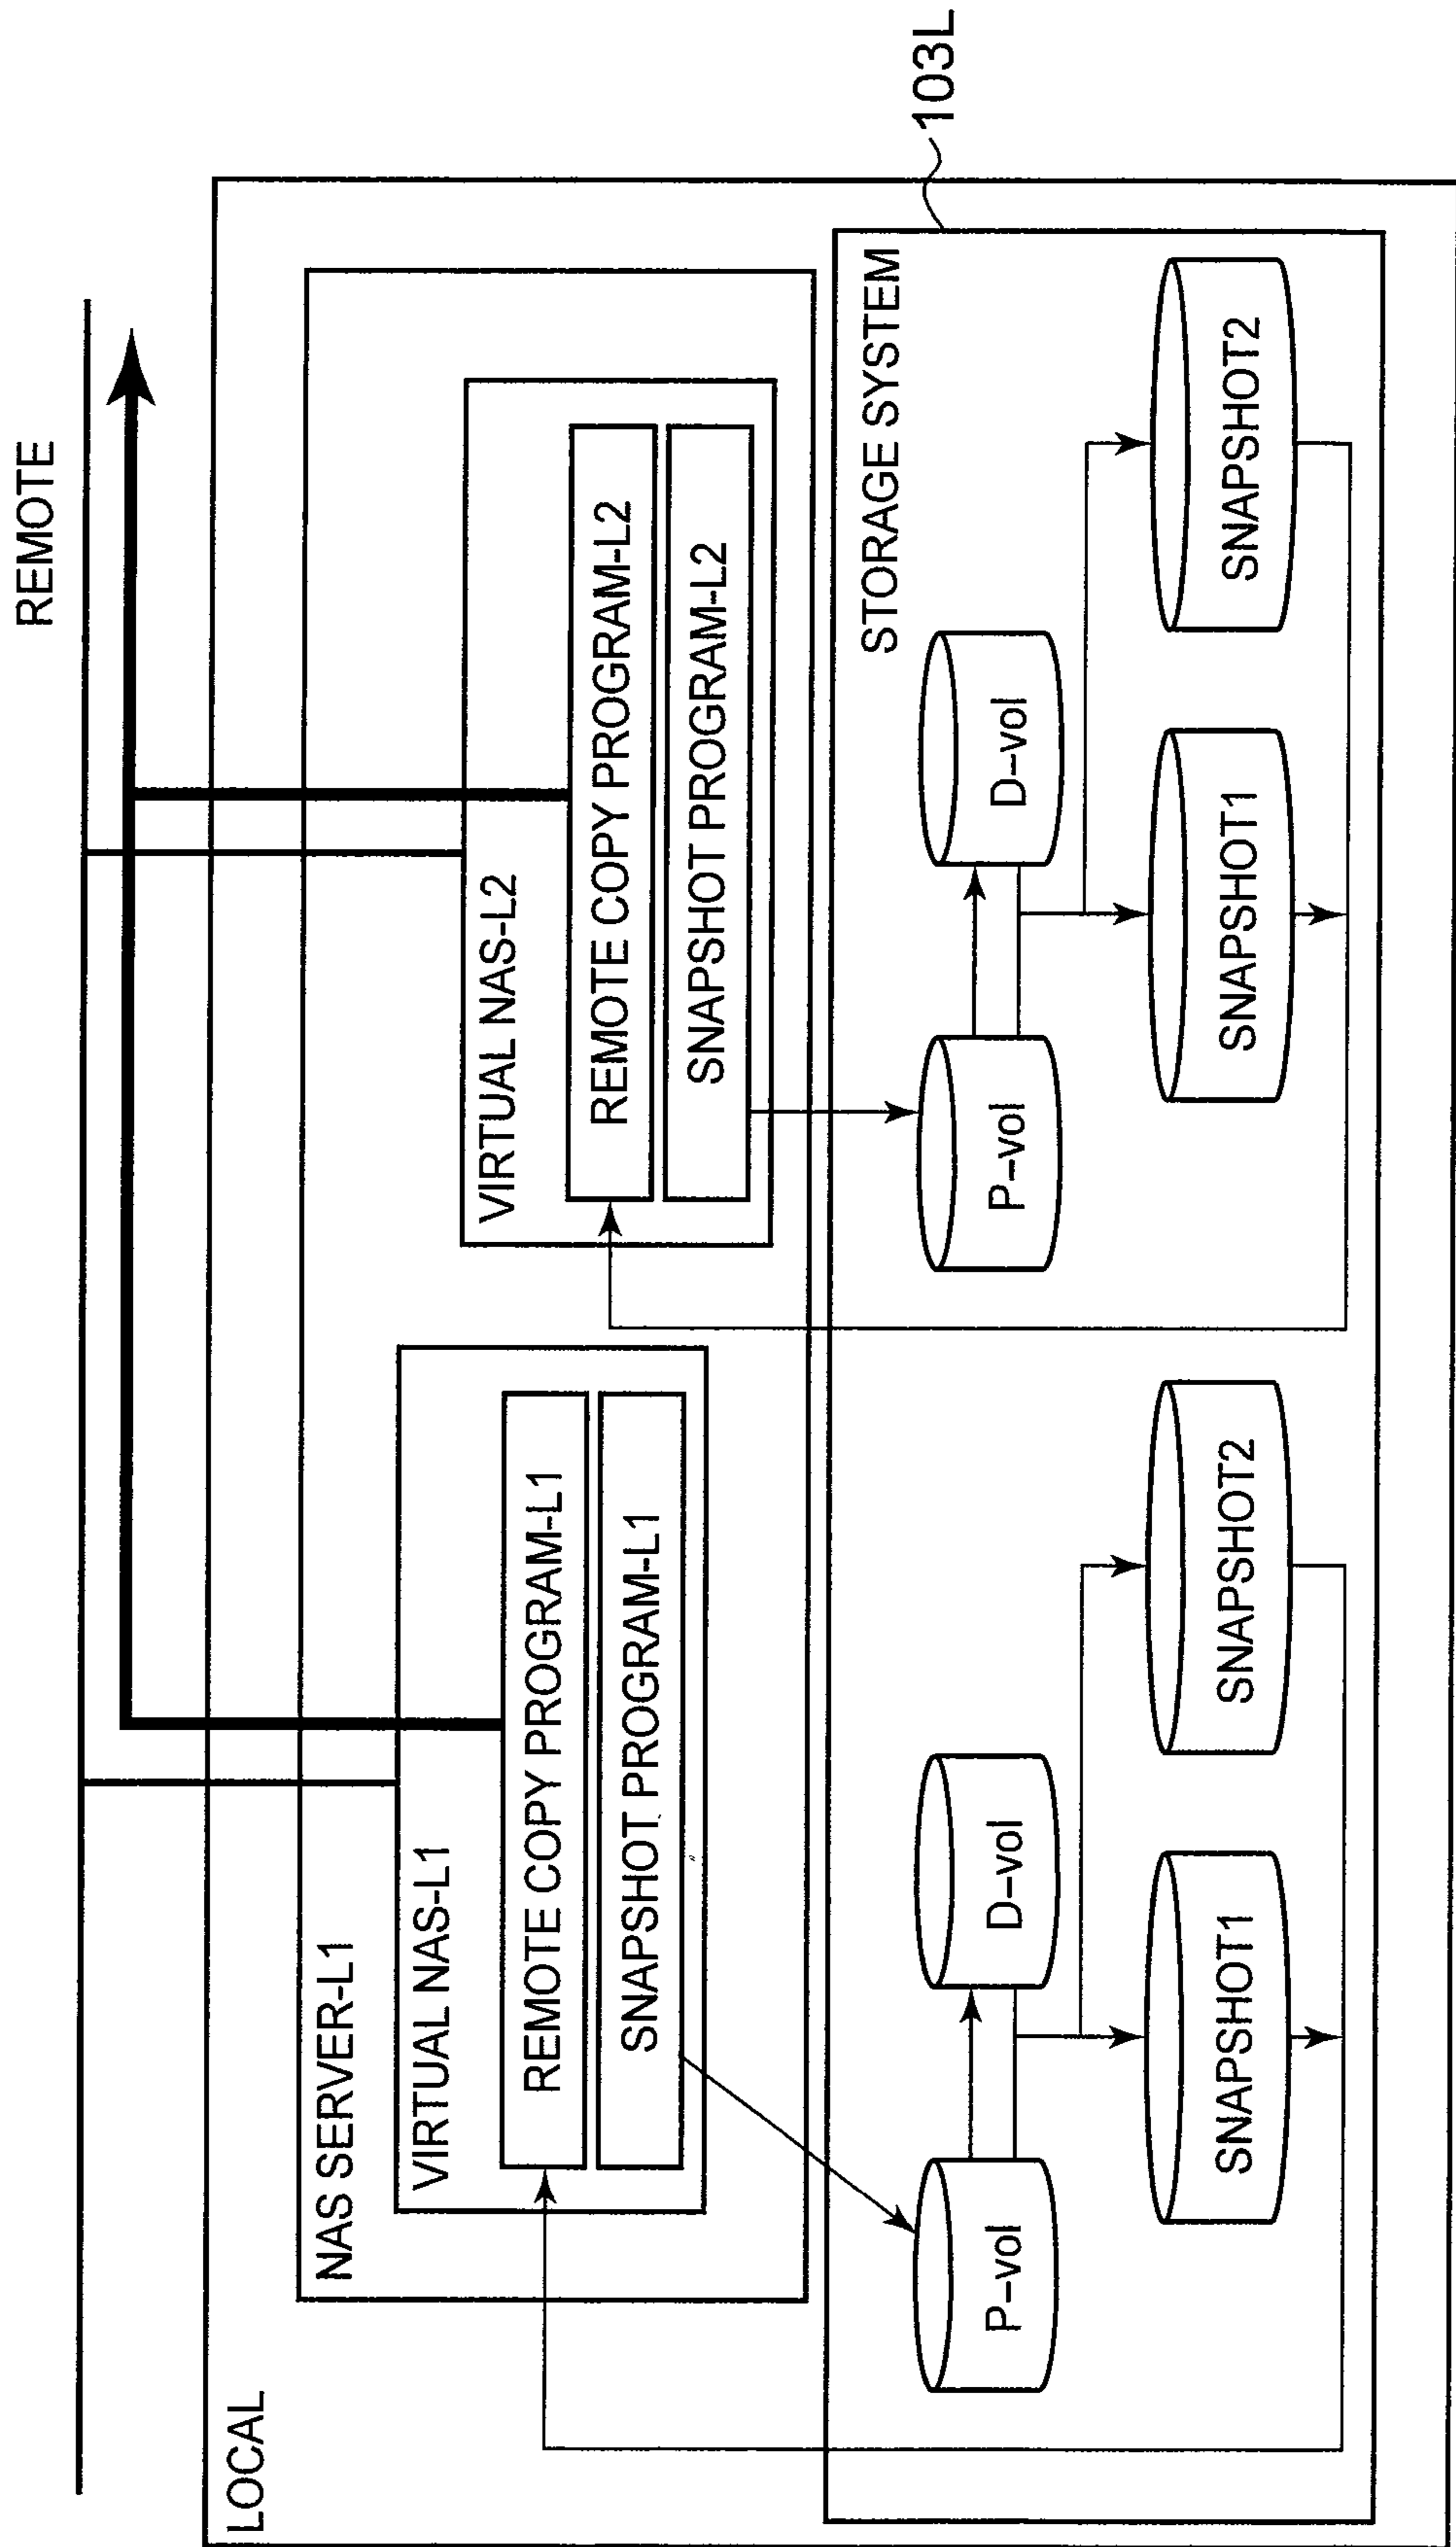 REMOTE
LOCAL
NAS SERVER-L1
VIRTUAL NAS-L1
REMOTE COPY PROGRAM-L1
SNAPSHOT PROGRAM-L1
VIRTUAL NAS-L2
REMOTE COPY PROGRAM-L2
SNAPSHOT PROGRAM-L2
STORAGE SYSTEM
103L
P-vol
D-vol
SNAPSHOT1
SNAPSHOT2
P-vol
D-vol
SNAPSHOT1
SNAPSHOT2